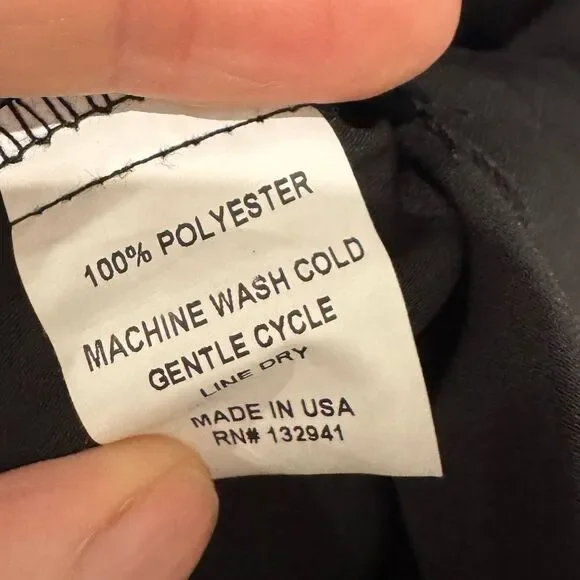 100% POLYESTER
MACHINE WASH COLD
GENTLE CYCLE
LINE DRY
MADE IN USA
RN# 132941